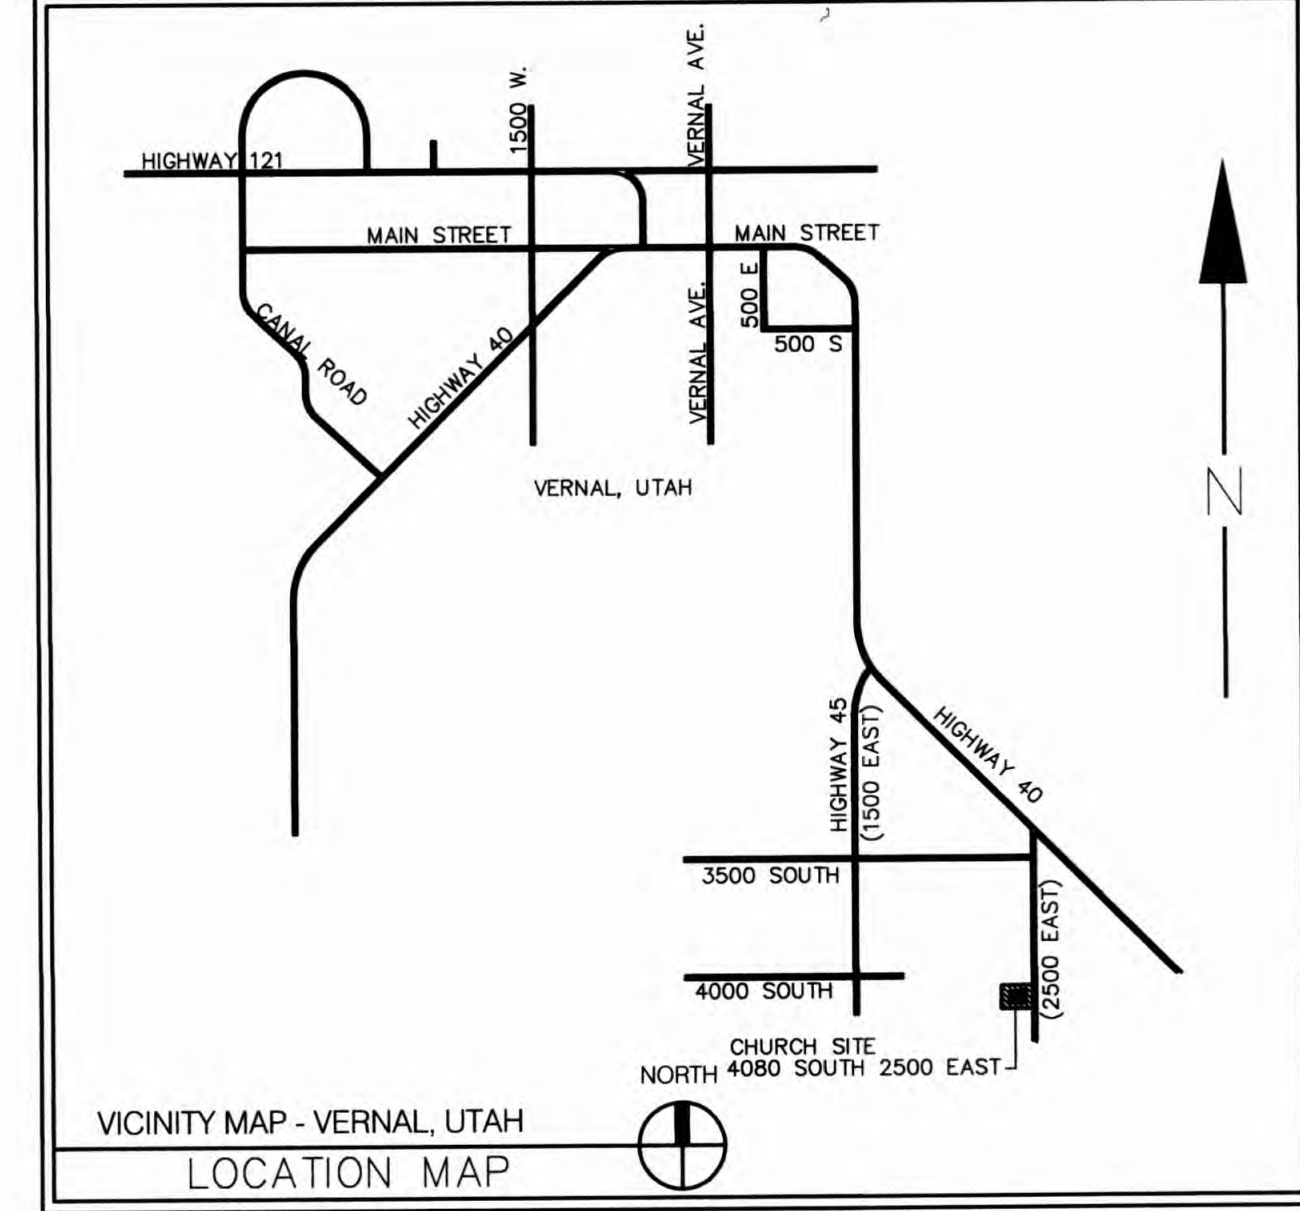 1500 W.
VERNAL AVE.
HIGHWAY 121
MAIN STREET
MAIN STREET
500 E
VERNAL AVE.
500 S
CANAL ROAD
HIGHWAY 40
VERNAL, UTAH
N
HIGHWAY 45
(1500 EAST)
HIGHWAY 40
3500 SOUTH
(2500 EAST)
4000 SOUTH
CHURCH SITE
4080 SOUTH 2500 EAST
NORTH
VICINITY MAP - VERNAL, UTAH
LOCATION MAP